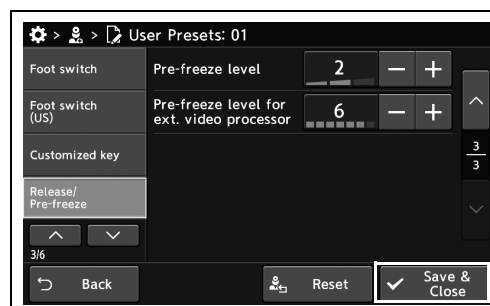 > > User Presets: 01
Foot switch
Pre-freeze level
2
Foot switch
(US)
Pre-freeze level for
ext. video processor
6
Customized key
3
3
Release/
Pre-freeze
3/6
Back
Reset
Save &
Close